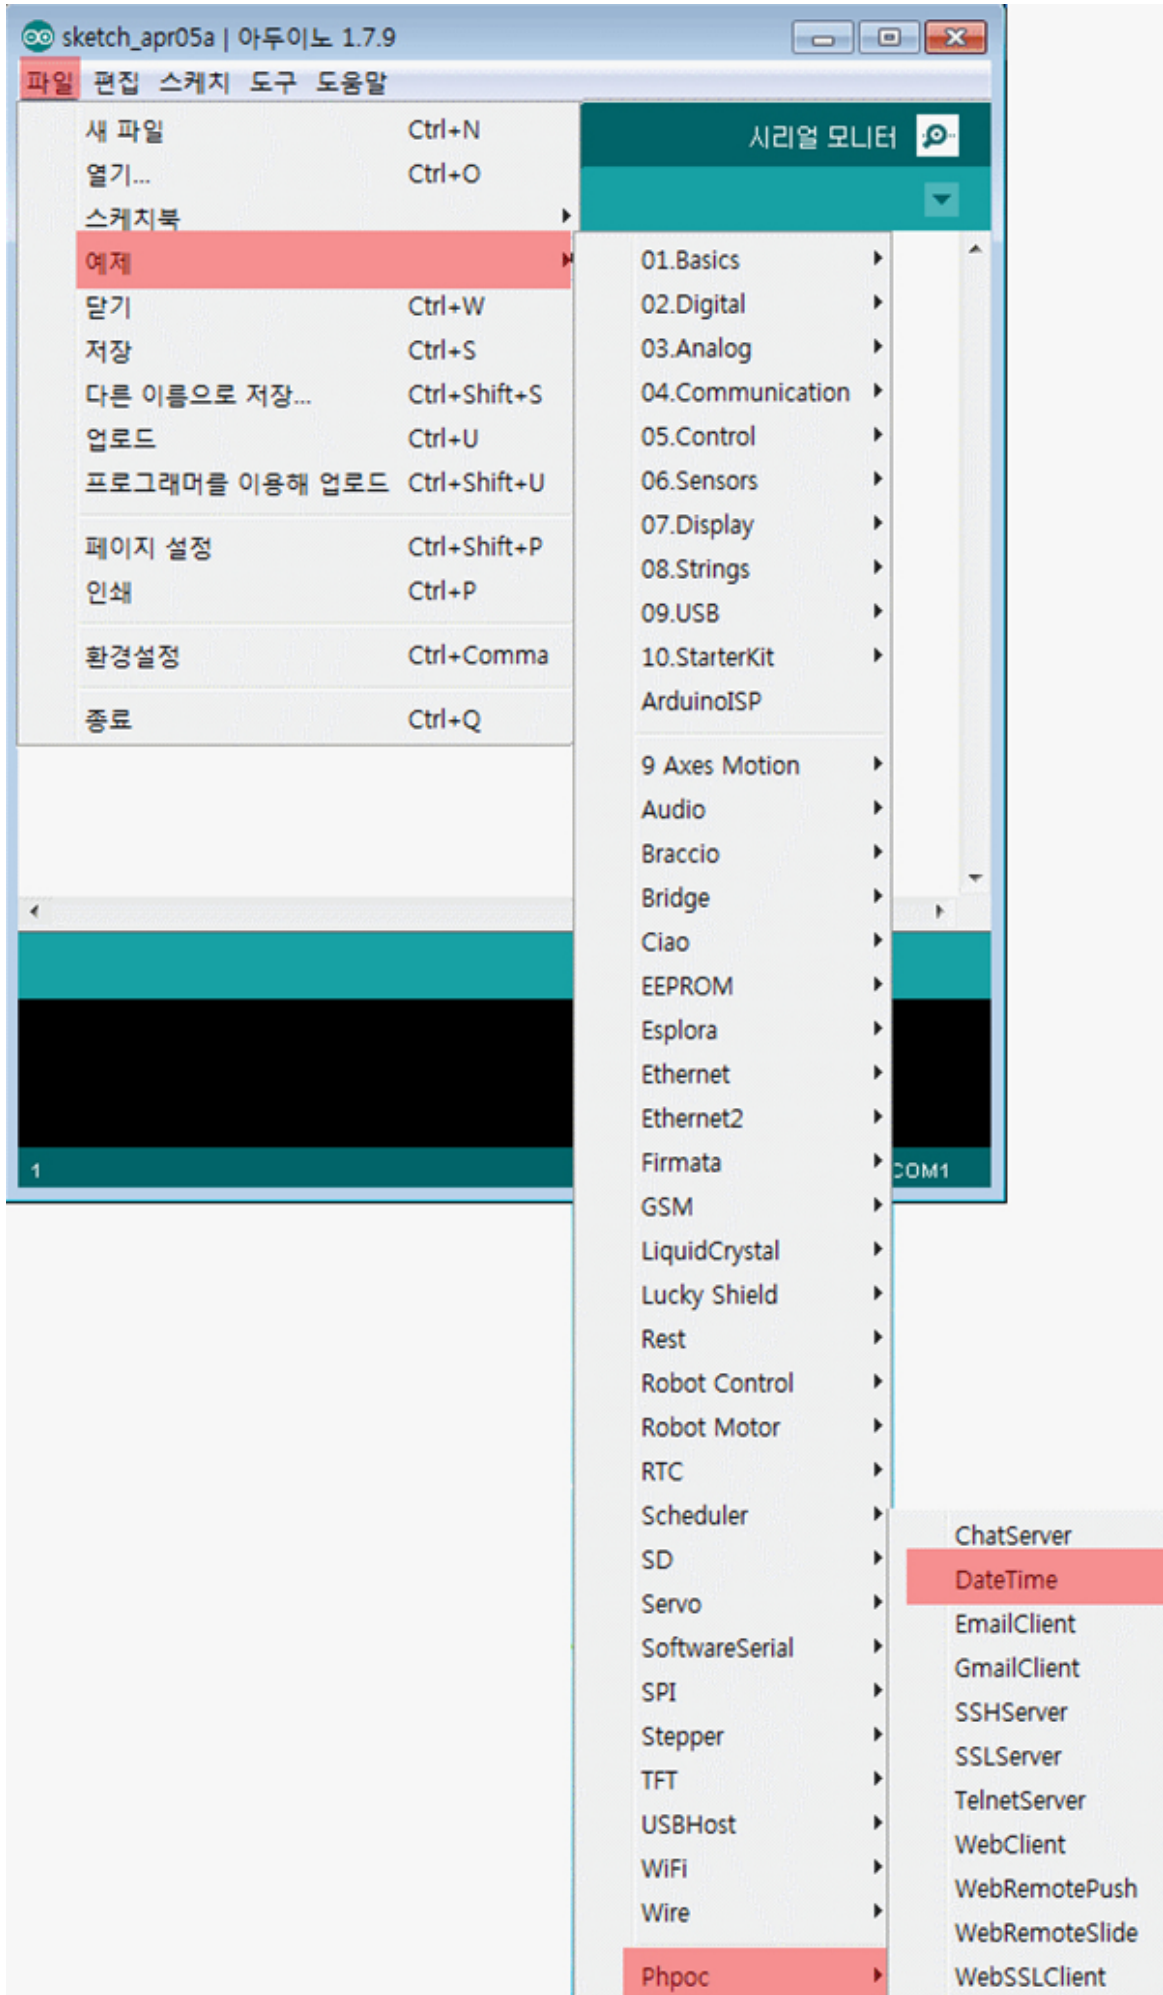 sketch_apr05a | 아두이노 1.7.9
파일 편집 스케치 도구 도움말
시리얼 모니터
새 파일 Ctrl+N
열기... Ctrl+O
스케치북
예제
닫기 Ctrl+W
저장 Ctrl+S
다른 이름으로 저장... Ctrl+Shift+S
업로드 Ctrl+U
프로그래머를 이용해 업로드 Ctrl+Shift+U
페이지 설정 Ctrl+Shift+P
인쇄 Ctrl+P
환경설정 Ctrl+Comma
종료 Ctrl+Q
01.Basics
02.Digital
03.Analog
04.Communication
05.Control
06.Sensors
07.Display
08.Strings
09.USB
10.StarterKit
ArduinoISP
9 Axes Motion
Audio
Braccio
Bridge
Ciao
EEPROM
Esplora
Ethernet
Ethernet2
Firmata
GSM
LiquidCrystal
Lucky Shield
Rest
Robot Control
Robot Motor
RTC
Scheduler
SD
Servo
SoftwareSerial
SPI
Stepper
TFT
USBHost
WiFi
Wire
Phpoc
ChatServer
DateTime
EmailClient
GmailClient
SSHServer
SSLServer
TelnetServer
WebClient
WebRemotePush
WebRemoteSlide
WebSSLClient
1
COM1